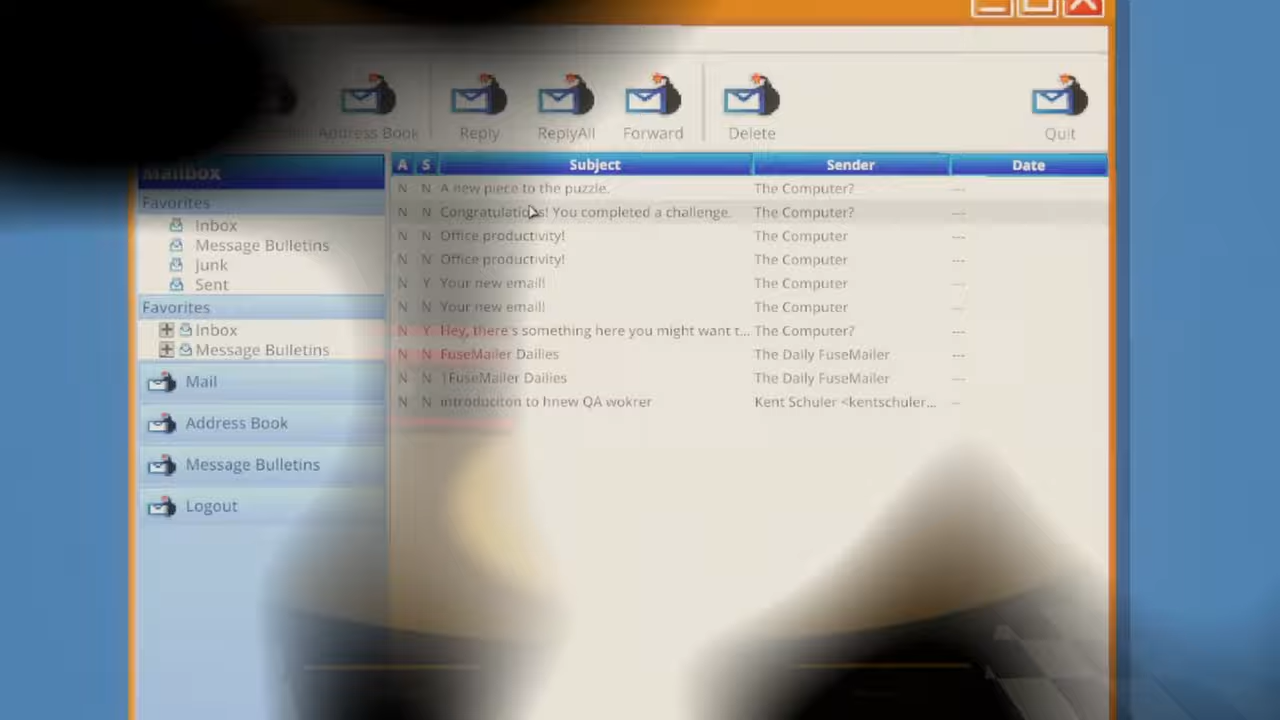 Address Book Reply ReplyAll Forward Delete Quit
MailBox
A S Subject Sender Date
Favorites
Inbox
Message Bulletins
Junk
Sent
Favorites
Inbox
Message Bulletins
Mail
Address Book
Message Bulletins
Logout
N N A new piece to the puzzle. The Computer? ---
N N Congratulations! You completed a challenge. The Computer? ---
N N Office productivity! The Computer ---
N N Office productivity! The Computer ---
N Y Your new email! The Computer ---
N N Your new email! The Computer ---
N Y Hey, there's something here you might want t... The Computer? ---
N N FuseMailer Dailies The Daily FuseMailer ---
N N |FuseMailer Dailies The Daily FuseMailer ---
N N introduciton to hnew QA wokrer Kent Schuler <kentschuler... ---